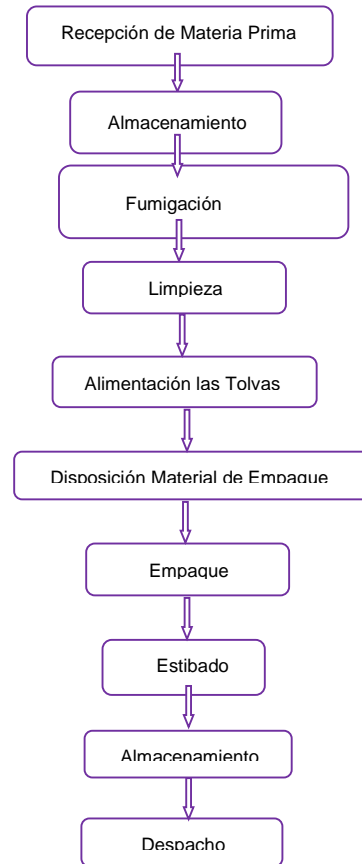 Recepción de Materia Prima
Almacenamiento
Fumigación
Limpieza
Alimentación las Tolvas
Disposición Material de Empaque
Empaque
Estibado
Almacenamiento
Despacho